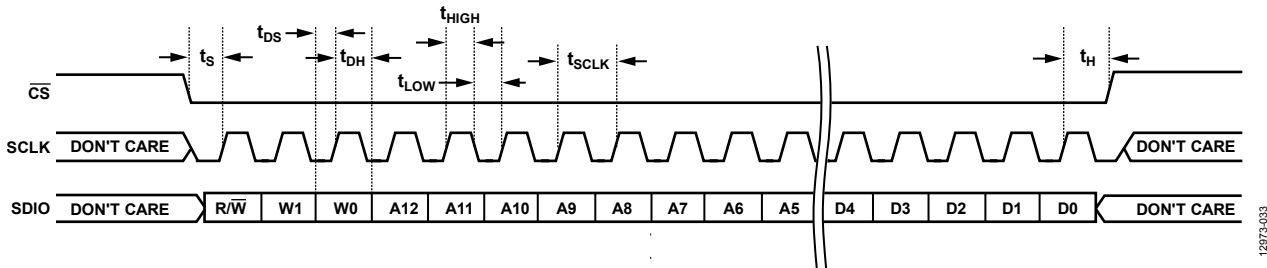 tHIGH
tDS
tS
tDH
tSCLK
tH
tLOW
CS
SCLK DON'T CARE DON'T CARE
SDIO DON'T CARE R/W W1 W0 A12 A11 A10 A9 A8 A7 A6 A5 D4 D3 D2 D1 D0 DON'T CARE
12973-033